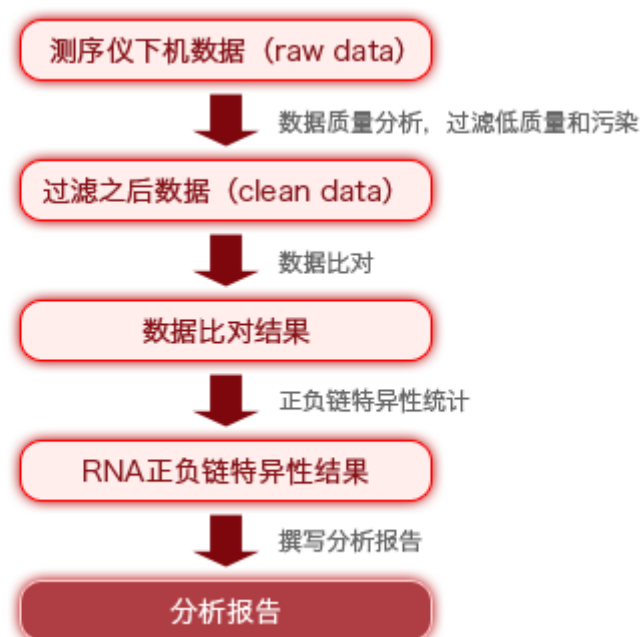 测序仪下机数据（raw data）
数据质量分析，过滤低质量和污染
过滤之后数据（clean data）
数据比对
数据比对结果
正负链特异性统计
RNA正负链特异性结果
撰写分析报告
分析报告